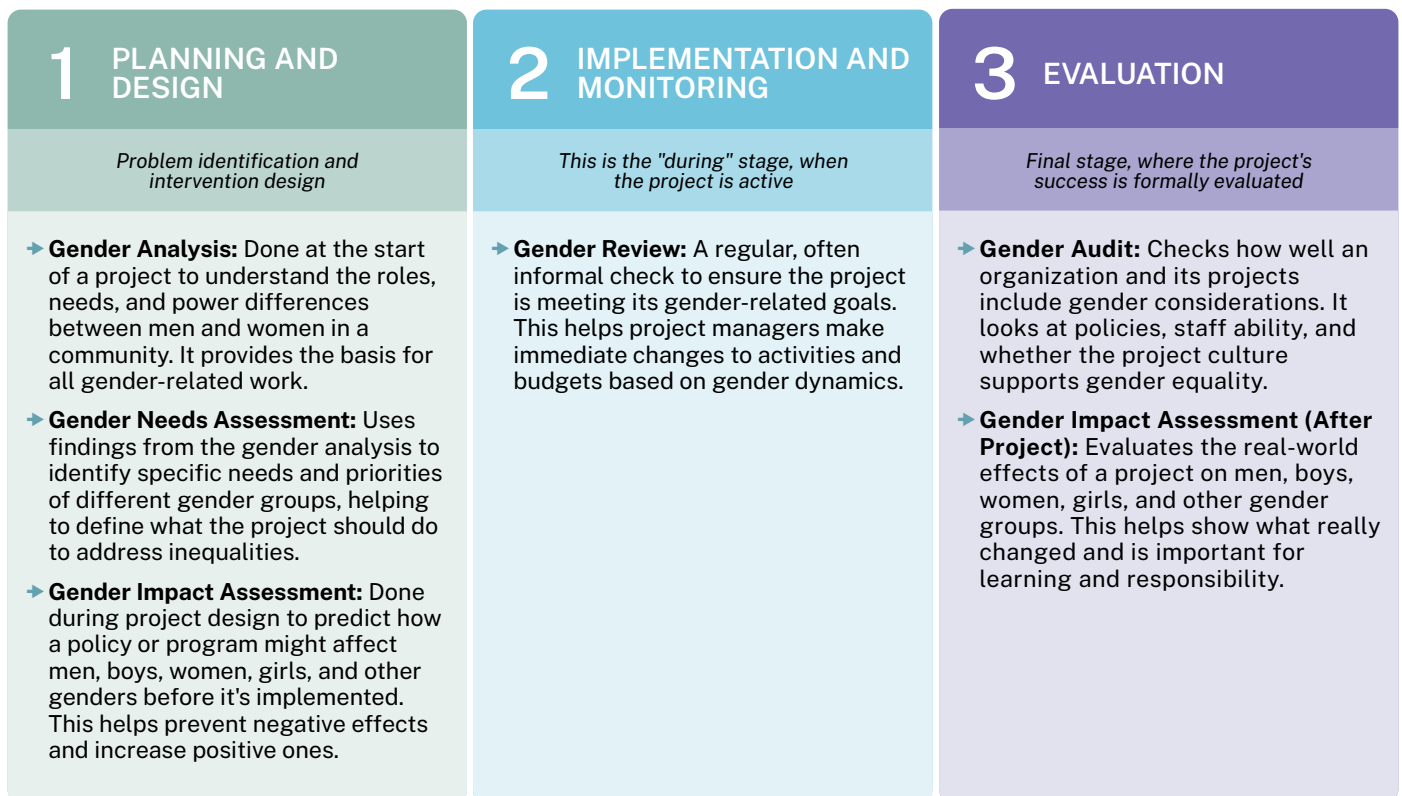 1
PLANNING AND
DESIGN
Problem identification and
intervention design
Gender Analysis: Done at the start
of a project to understand the roles,
needs, and power differences
between men and women in a
community. It provides the basis for
all gender-related work.
Gender Needs Assessment: Uses
findings from the gender analysis to
identify specific needs and priorities
of different gender groups, helping
to define what the project should do
to address inequalities.
Gender Impact Assessment: Done
during project design to predict how
a policy or program might affect
men, boys, women, girls, and other
genders before it's implemented.
This helps prevent negative effects
and increase positive ones.
2
IMPLEMENTATION AND
MONITORING
This is the "during" stage, when
the project is active
Gender Review: A regular, often
informal check to ensure the project
is meeting its gender-related goals.
This helps project managers make
immediate changes to activities and
budgets based on gender dynamics.
3
EVALUATION
Final stage, where the project's
success is formally evaluated
Gender Audit: Checks how well an
organization and its projects
include gender considerations. It
looks at policies, staff ability, and
whether the project culture
supports gender equality.
Gender Impact Assessment (After
Project): Evaluates the real-world
effects of a project on men, boys,
women, girls, and other gender
groups. This helps show what really
changed and is important for
learning and responsibility.